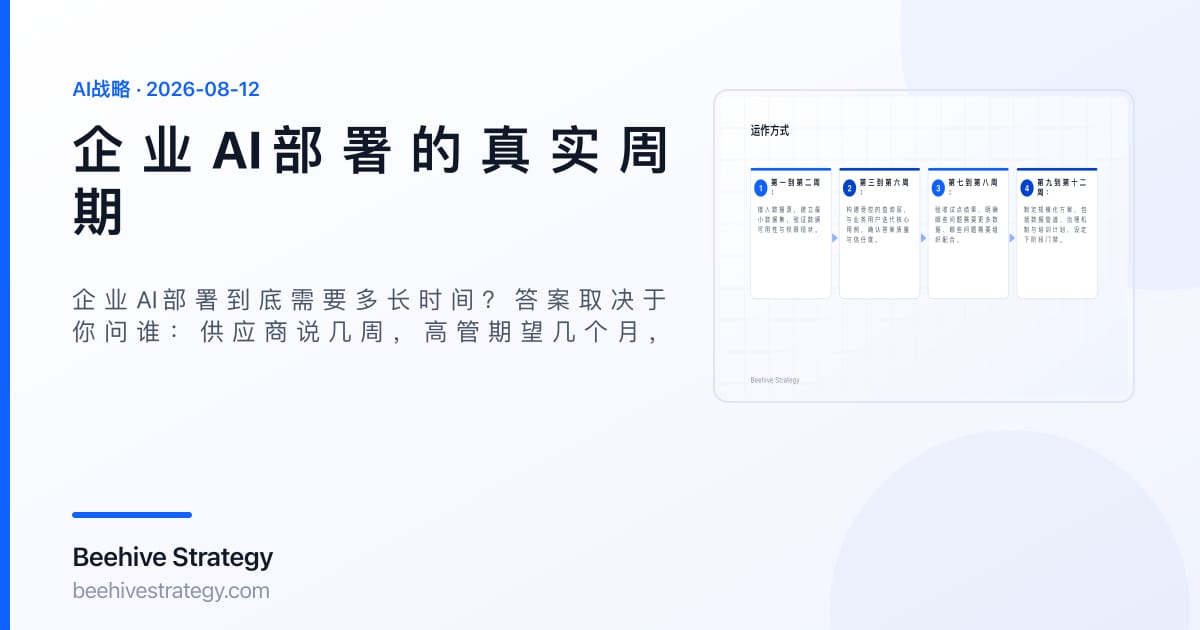 AI战略 · 2026-08-12
企业AI部署的真实周
期
企业AI部署到底需要多长时间？答案取决于
你问谁：供应商说几周，高管期望几个月，
Beehive Strategy
beehivestrategy.com
运作方式
1 第一到第二周
：
接入数据源，建立最
小数据集，验证数据
可用性与权限现状。
2 第三到第六周
：
构建受控的查询层，
与业务用户迭代核心
用例，确认答案质量
与信任度。
3 第七到第八周
：
验收试点结果，明确
哪些问题需要更多数
据、哪些问题需要组
织配合。
4 第九到第十二
周：
制定规模化方案，包
括数据管道、治理机
制与培训计划，设定
下阶段门禁。
Beehive Strategy